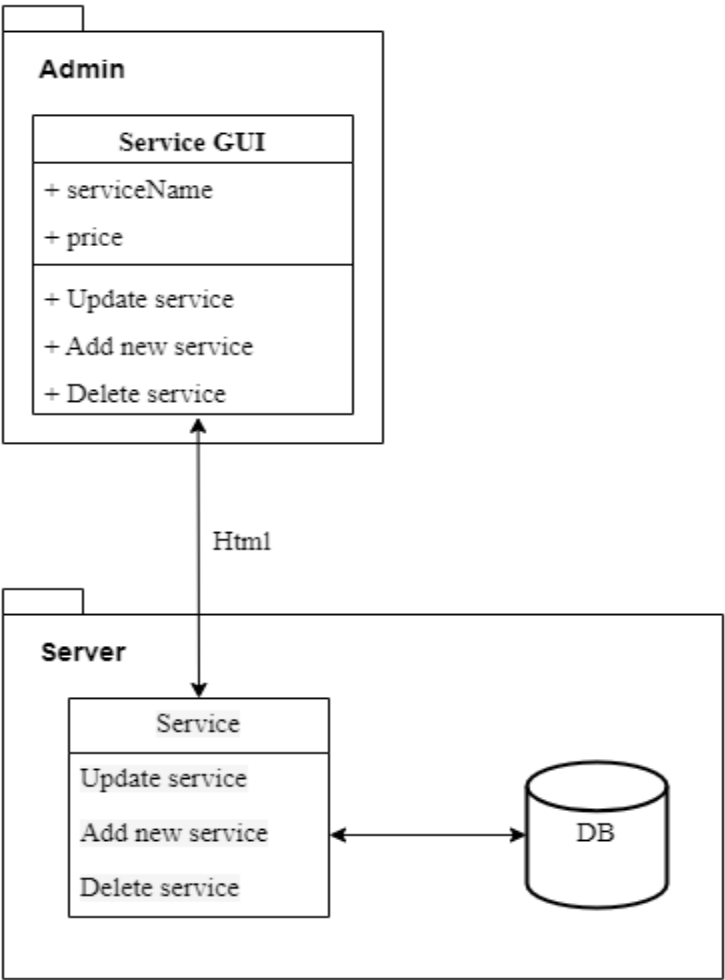 Admin
Service GUI
+ serviceName
+ price
+ Update service
+ Add new service
+ Delete service
Html
Server
Service
Update service
Add new service
Delete service
DB